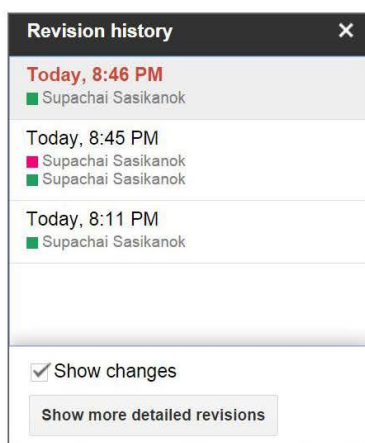 Revision history
Today, 8:46 PM
Supachai Sasikanok
Today, 8:45 PM
Supachai Sasikanok
Supachai Sasikanok
Today, 8:11 PM
Supachai Sasikanok
Show changes
Show more detailed revisions